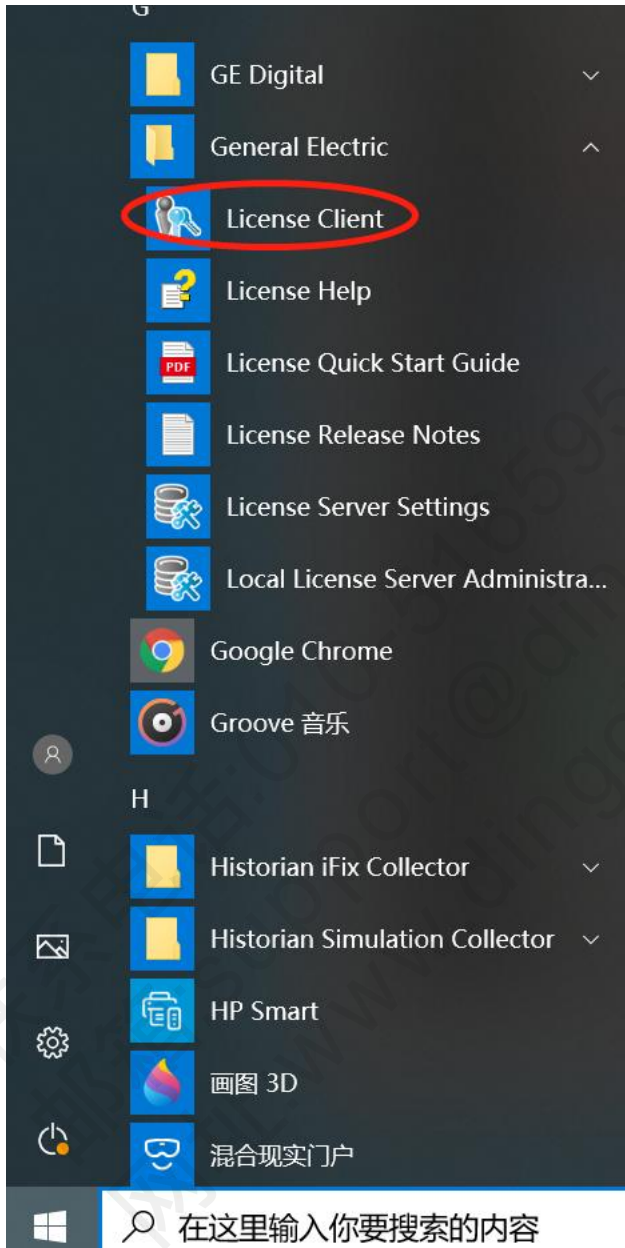 G
GE Digital
General Electric
License Client
License Help
PDF
License Quick Start Guide
License Release Notes
License Server Settings
Local License Server Administra...
Google Chrome
Groove 音乐
H
Historian iFix Collector
Historian Simulation Collector
HP Smart
画图 3D
混合现实门户
在这里输入你要搜索的内容